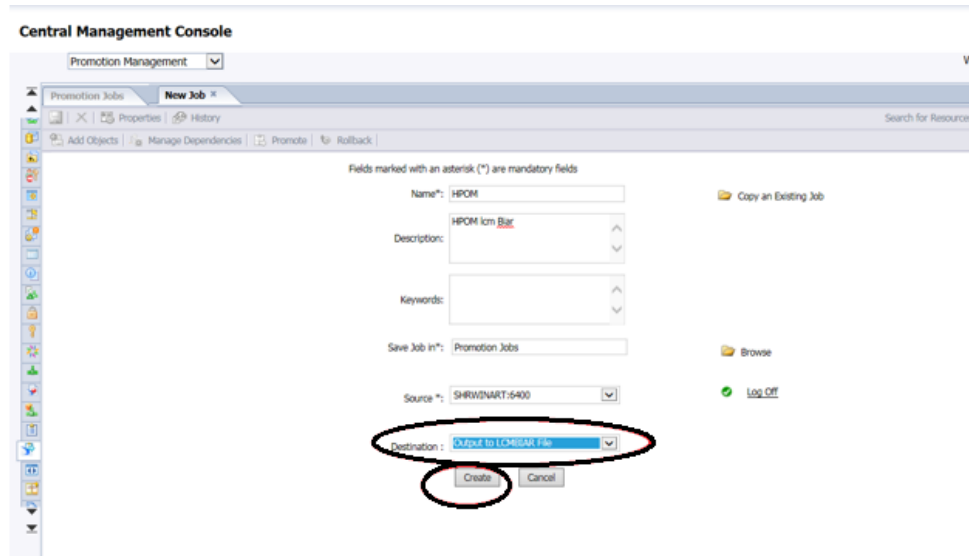 Central Management Console
Promotion Management
Promotion Jobs New Job
Properties History Search for Resource
Add Objects Manage Dependencies Promote Rollback
Fields marked with an asterisk (*) are mandatory fields
Name*: HPOM Copy an Existing Job
Description: HPOM lcm Biar
Keywords:
Save Job in*: Promotion Jobs Browse
Source *: SHRWINART:6400 Log Off
Destination : Output to LCMBIAR File
Create Cancel